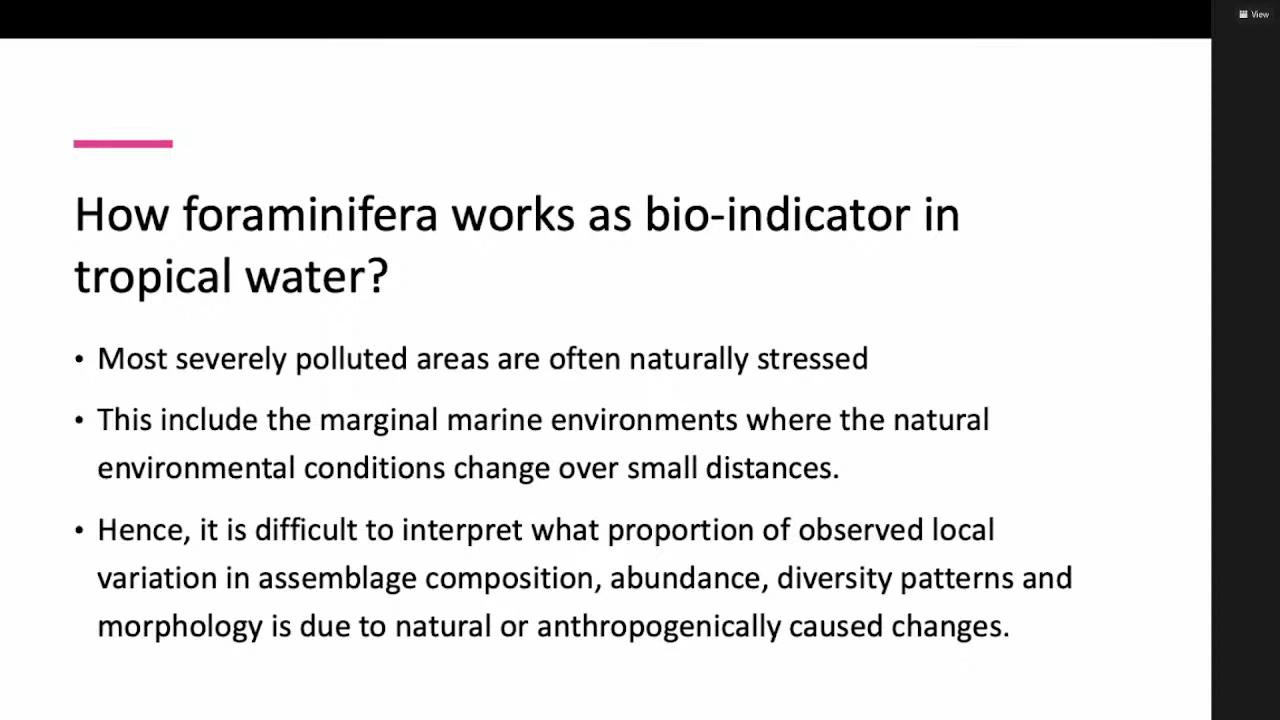 View
How foraminifera works as bio-indicator in
tropical water?
• Most severely polluted areas are often naturally stressed
• This include the marginal marine environments where the natural
environmental conditions change over small distances.
• Hence, it is difficult to interpret what proportion of observed local
variation in assemblage composition, abundance, diversity patterns and
morphology is due to natural or anthropogenically caused changes.